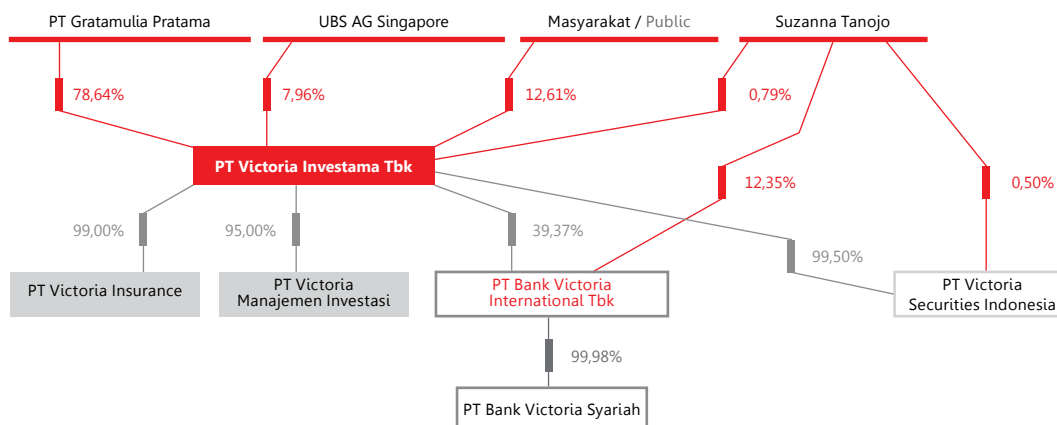 PT Gratamulia Pratama
UBS AG Singapore
Masyarakat / Public
Suzanna Tanojo
78,64%
7,96%
12,61%
0,79%
PT Victoria Investama Tbk
12,35%
0,50%
99,00%
95,00%
39,37%
99,50%
PT Victoria Insurance
PT Victoria
Manajemen Investasi
PT Bank Victoria
International Tbk
PT Victoria
Securities Indonesia
99,98%
PT Bank Victoria Syariah